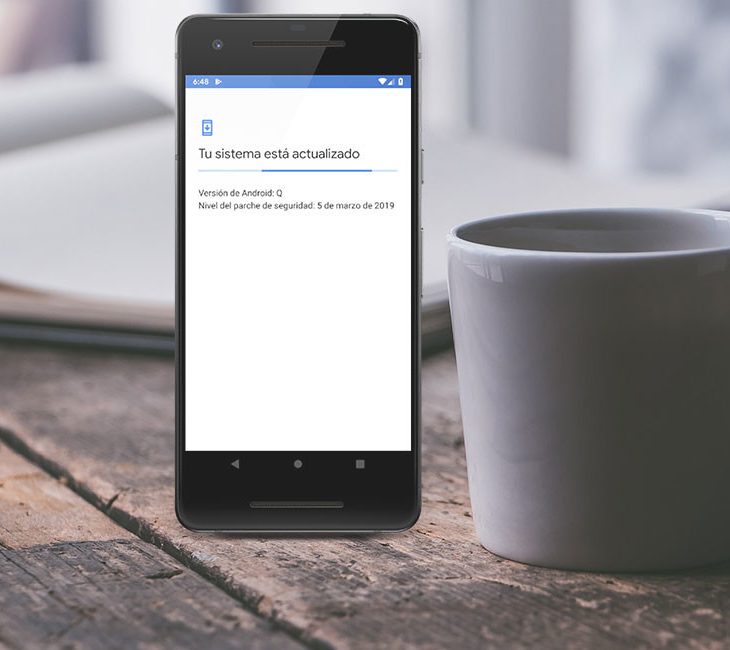 6:48
Tu sistema está actualizado
Versión de Android: Q
Nivel del parche de seguridad: 5 de marzo de 2019